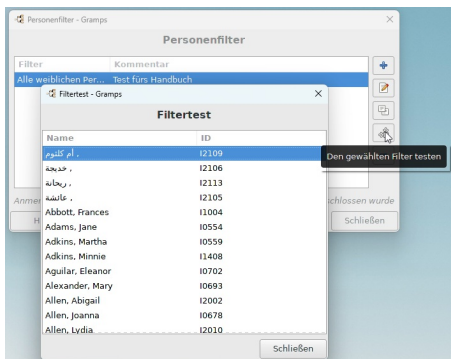 Personenfilter - Gramps
Personenfilter
Filter Kommentar
Alle weiblichen Per... Test fürs Handbuch
Filtertest - Gramps
Filtertest
Name ID
, أم كلثوم I2109
, خديجة I2106
, ريحانة I2113
, عائشة I2105
Abbott, Frances I1004
Adams, Jane I0554
Adkins, Martha I0559
Adkins, Minnie I1408
Aguilar, Eleanor I0702
Alexander, Mary I0693
Allen, Abigail I2002
Allen, Joanna I0678
Allen, Lydia I2010
Schließen
Den gewählten Filter testen
Anme schlossen wurde
H Schließen